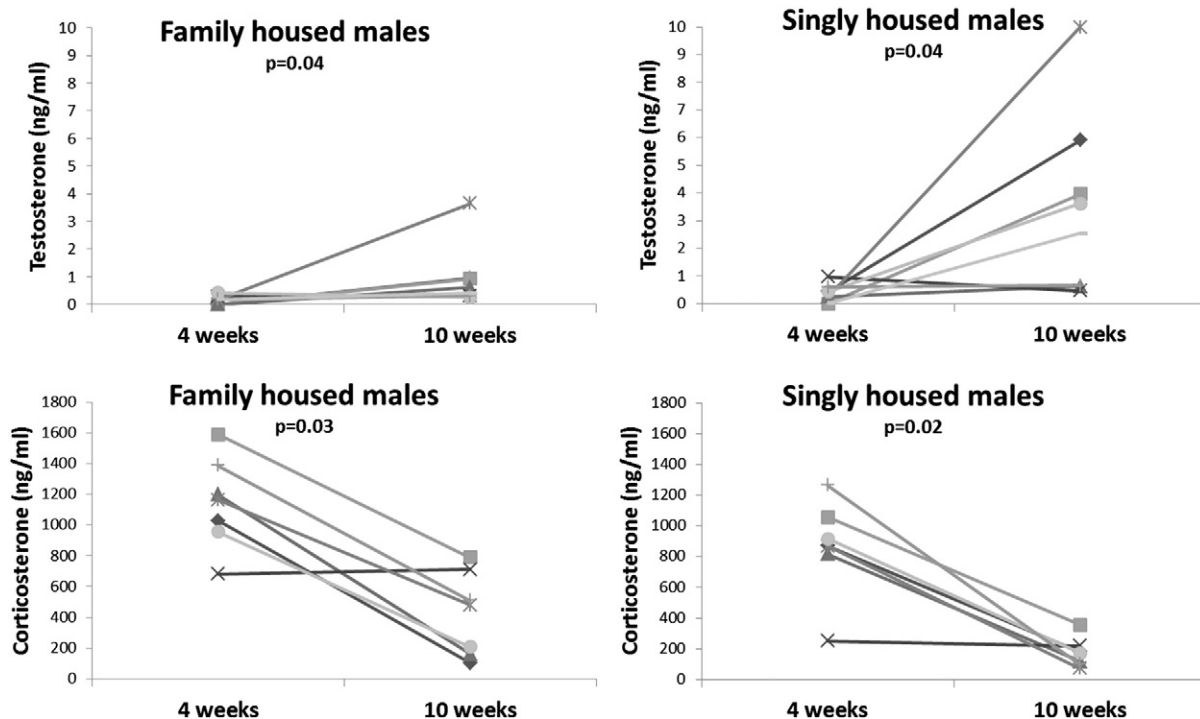 Family housed males
p=0.04
Testosterone (ng/ml)
10
9
8
7
6
5
4
3
2
1
0
4 weeks
10 weeks
Singly housed males
p=0.04
Testosterone (ng/ml)
10
9
8
7
6
5
4
3
2
1
0
4 weeks
10 weeks
Family housed males
p=0.03
Corticosterone (ng/ml)
1800
1600
1400
1200
1000
800
600
400
200
0
4 weeks
10 weeks
Singly housed males
p=0.02
Corticosterone (ng/ml)
1800
1600
1400
1200
1000
800
600
400
200
0
4 weeks
10 weeks